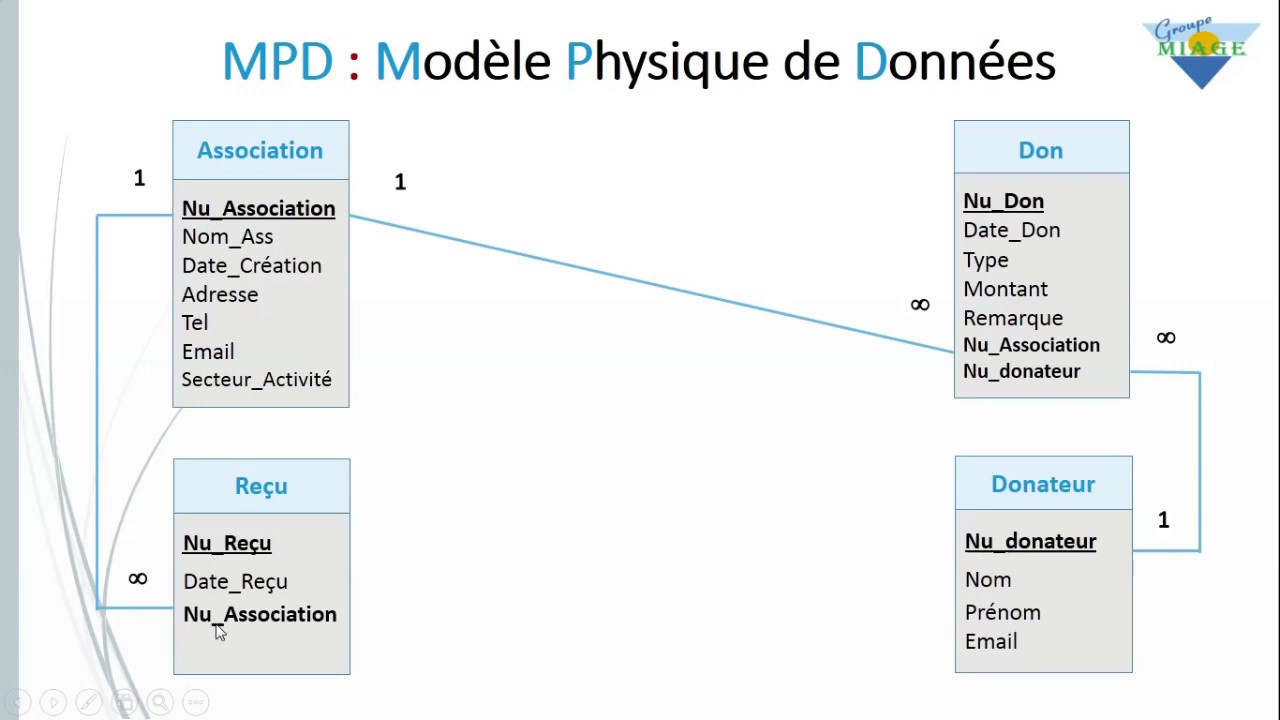 MPD : Modèle Physique de Données
Groupe
MIAGE
Association
1
1
Nu_Association
Nom_Ass
Date_Création
Adresse
Tel
Email
Secteur_Activité
Don
Nu_Don
Date_Don
Type
Montant
Remarque
Nu_Association
Nu_donateur
∞
∞
Reçu
Nu_Reçu
Date_Reçu
Nu_Association
∞
Donateur
Nu_donateur
Nom
Prénom
Email
1